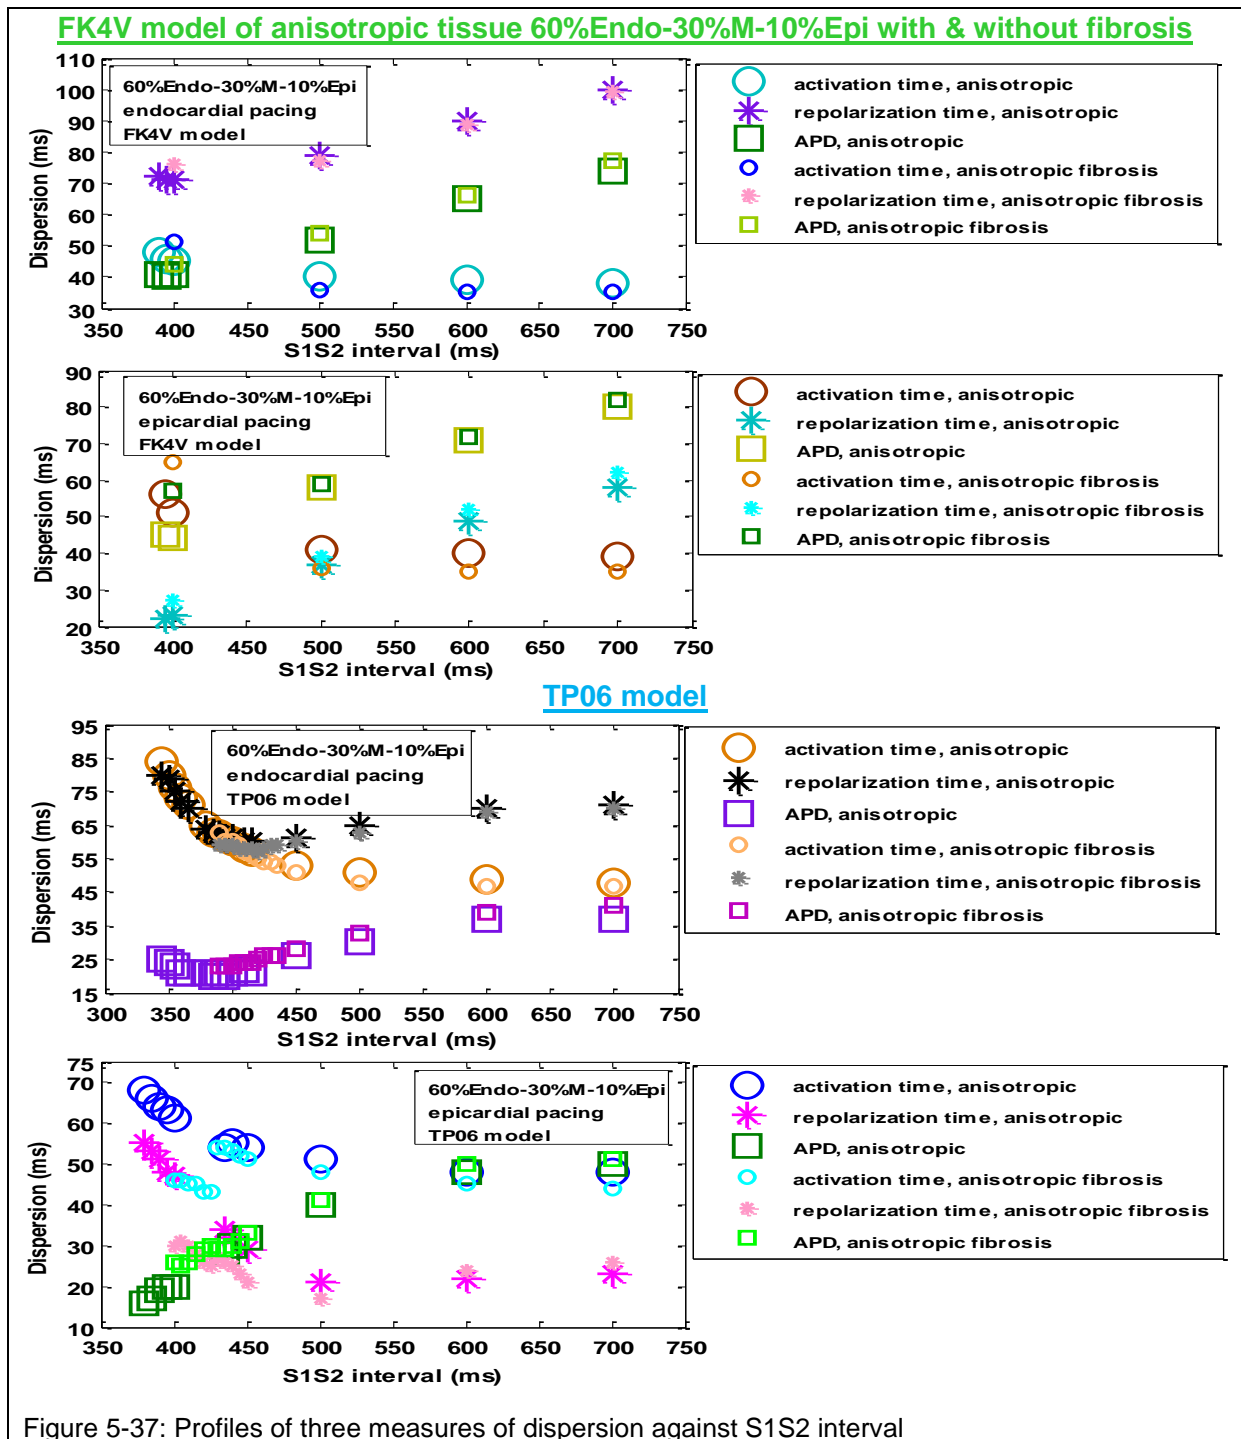 FK4V model of anisotropic tissue 60%Endo-30%M-10%Epi with & without fibrosis
110
100
90
80
70
60
50
40
30
Dispersion (ms)
60%Endo-30%M-10%Epi
endocardial pacing
FK4V model
350 400 450 500 550 600 650 700 750
S1S2 interval (ms)
activation time, anisotropic
repolarization time, anisotropic
APD, anisotropic
activation time, anisotropic fibrosis
repolarization time, anisotropic fibrosis
APD, anisotropic fibrosis
90
80
70
60
50
40
30
20
Dispersion (ms)
60%Endo-30%M-10%Epi
epicardial pacing
FK4V model
350 400 450 500 550 600 650 700 750
S1S2 interval (ms)
activation time, anisotropic
repolarization time, anisotropic
APD, anisotropic
activation time, anisotropic fibrosis
repolarization time, anisotropic fibrosis
APD, anisotropic fibrosis
TP06 model
95
85
75
65
55
45
35
25
15
Dispersion (ms)
60%Endo-30%M-10%Epi
endocardial pacing
TP06 model
300 350 400 450 500 550 600 650 700 750
S1S2 interval (ms)
activation time, anisotropic
repolarization time, anisotropic
APD, anisotropic
activation time, anisotropic fibrosis
repolarization time, anisotropic fibrosis
APD, anisotropic fibrosis
75
70
60
50
40
30
20
10
Dispersion (ms)
60%Endo-30%M-10%Epi
epicardial pacing
TP06 model
350 400 450 500 550 600 650 700 750
S1S2 interval (ms)
activation time, anisotropic
repolarization time, anisotropic
APD, anisotropic
activation time, anisotropic fibrosis
repolarization time, anisotropic fibrosis
APD, anisotropic fibrosis
Figure 5-37: Profiles of three measures of dispersion against S1S2 interval